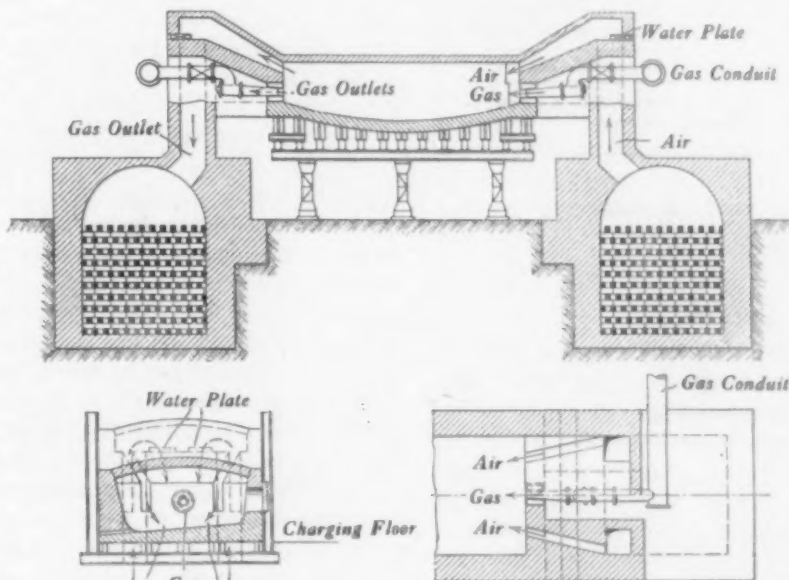 Water Plate
Gas Outlets
Air
Gas
Gas Conduit
Gas Outlet
Air
Water Plate
Gas Conduit
Air
Gas
Air
Charging Floor